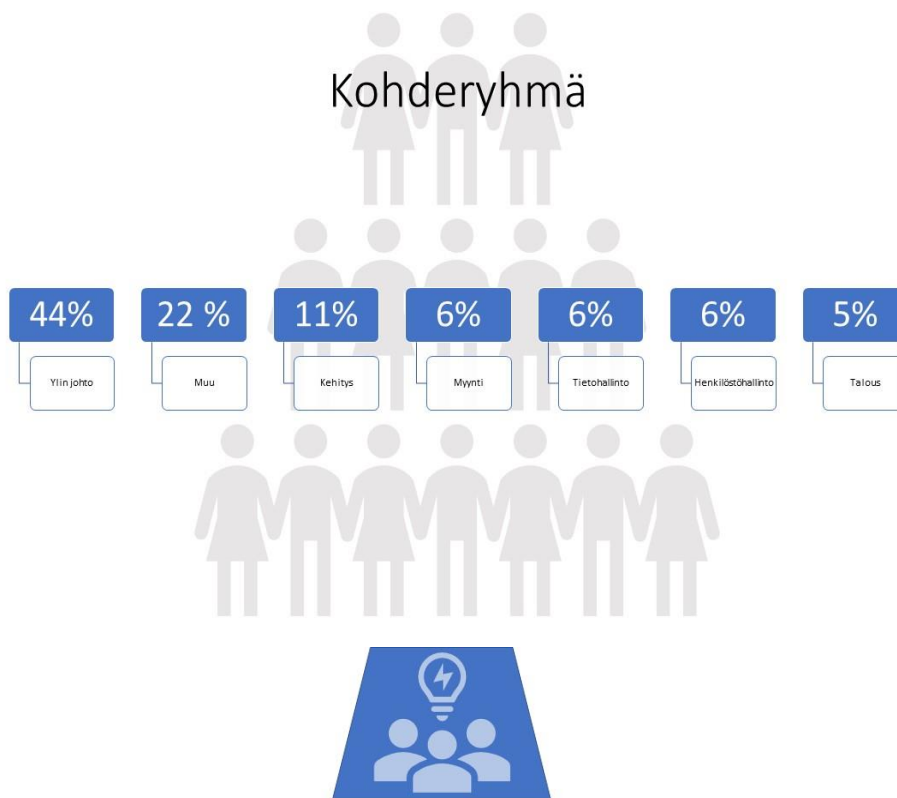 Kohderyhmä
44%
Ylin johto
22 %
Muu
11%
Kehitys
6%
Myynti
6%
Tietohallinto
6%
Henkilöstöhallinto
5%
Talous